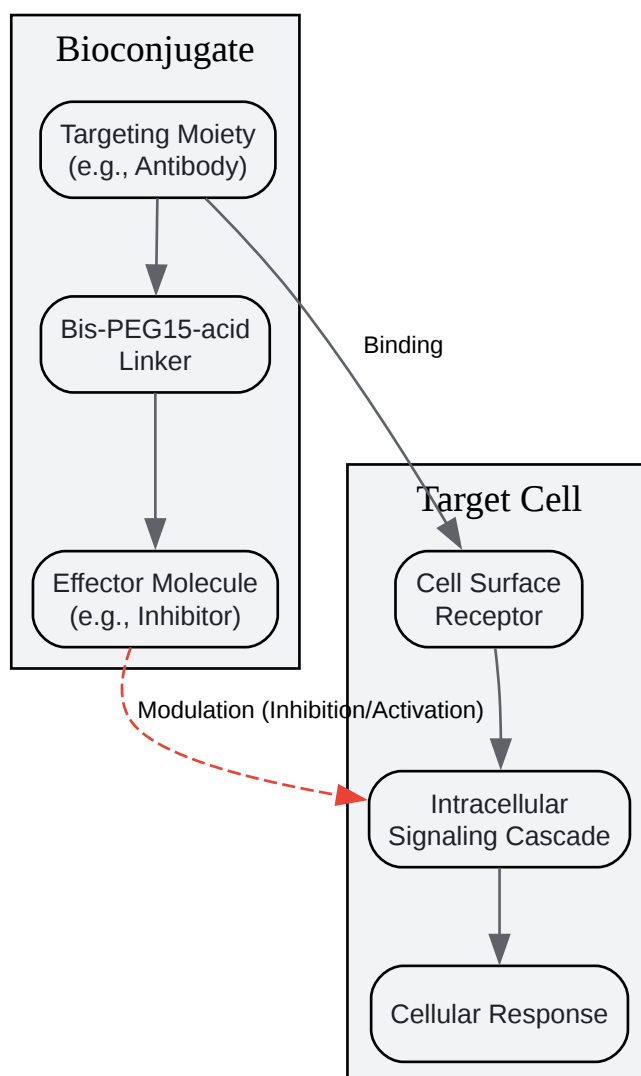 Bioconjugate
Targeting Moiety
(e.g., Antibody)
Bis-PEG15-acid
Linker
Binding
Target Cell
Effector Molecule
(e.g., Inhibitor)
Cell Surface
Receptor
Modulation (Inhibition/Activation)
Intracellular
Signaling Cascade
Cellular Response